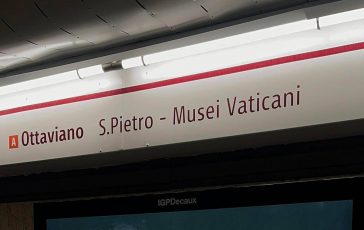 A Ottaviano S.Pietro - Musei Vaticani
IGPDecaux